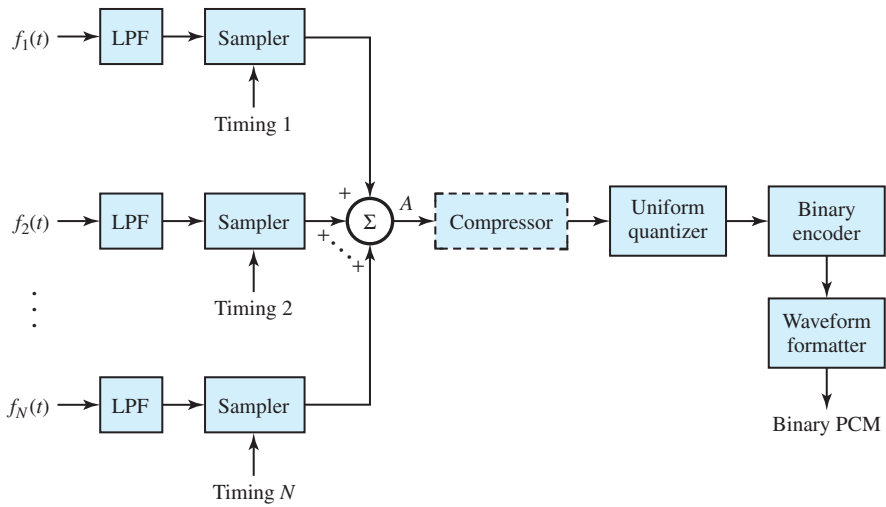 f₁(t)
LPF
Sampler
Timing 1
f₂(t)
LPF
Sampler
Timing 2
+
+
+
Σ
A
Compressor
Uniform
quantizer
Binary
encoder
Waveform
formatter
Binary PCM
f_N(t)
LPF
Sampler
Timing N